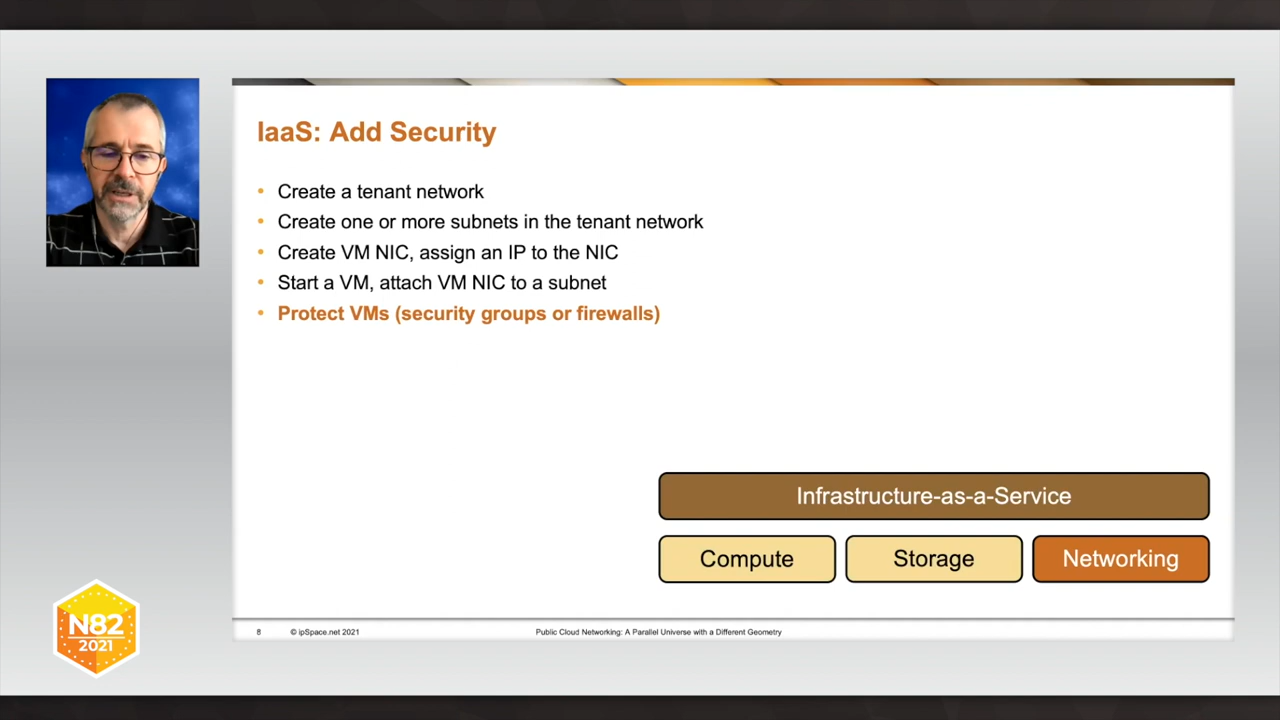 IaaS: Add Security
• Create a tenant network
• Create one or more subnets in the tenant network
• Create VM NIC, assign an IP to the NIC
• Start a VM, attach VM NIC to a subnet
• Protect VMs (security groups or firewalls)
Infrastructure-as-a-Service
Compute
Storage
Networking
8
© ipSpace.net 2021
Public Cloud Networking: A Parallel Universe with a Different Geometry
N82
2021